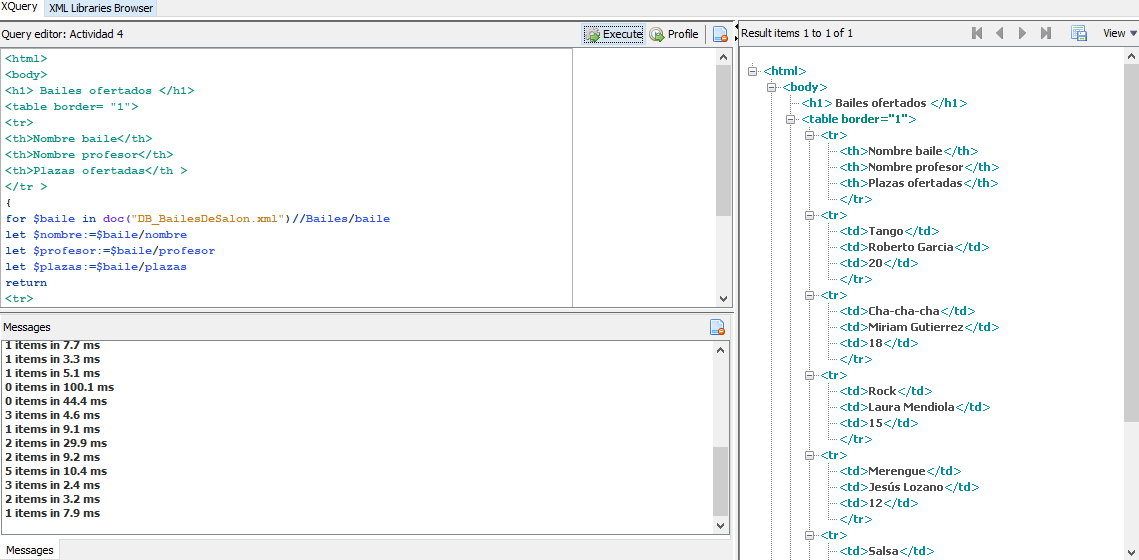 XQuery
XML Libraries Browser
Query editor: Actividad 4
Execute
Profile
<html>
<body>
<h1> Bailes ofertados </h1>
<table border= "1">
<tr>
<th>Nombre baile</th>
<th>Nombre profesor</th>
<th>Plazas ofertadas</th >
</tr >
{
for $baile in doc("DB_BailesDeSalon.xml")//Bailes/baile
let $nombre:=$baile/nombre
let $profesor:=$baile/profesor
let $plazas:=$baile/plazas
return
<tr>
Messages
1 items in 7.7 ms
1 items in 3.3 ms
1 items in 5.1 ms
0 items in 100.1 ms
0 items in 44.4 ms
3 items in 4.6 ms
1 items in 9.1 ms
2 items in 29.9 ms
2 items in 9.2 ms
5 items in 10.4 ms
3 items in 2.4 ms
2 items in 3.2 ms
1 items in 7.9 ms
Messages
Result items 1 to 1 of 1
View
<html>
<body>
<h1> Bailes ofertados </h1>
<table border="1">
<tr>
<th>Nombre baile</th>
<th>Nombre profesor</th>
<th>Plazas ofertadas</th>
</tr>
<tr>
<td>Tango</td>
<td>Roberto Garcia</td>
<td>20</td>
</tr>
<tr>
<td>Cha-cha-cha</td>
<td>Miriam Gutierrez</td>
<td>18</td>
</tr>
<tr>
<td>Rock</td>
<td>Laura Mendiola</td>
<td>15</td>
</tr>
<tr>
<td>Merengue</td>
<td>Jesús Lozano</td>
<td>12</td>
</tr>
<tr>
<td>Salsa</td>